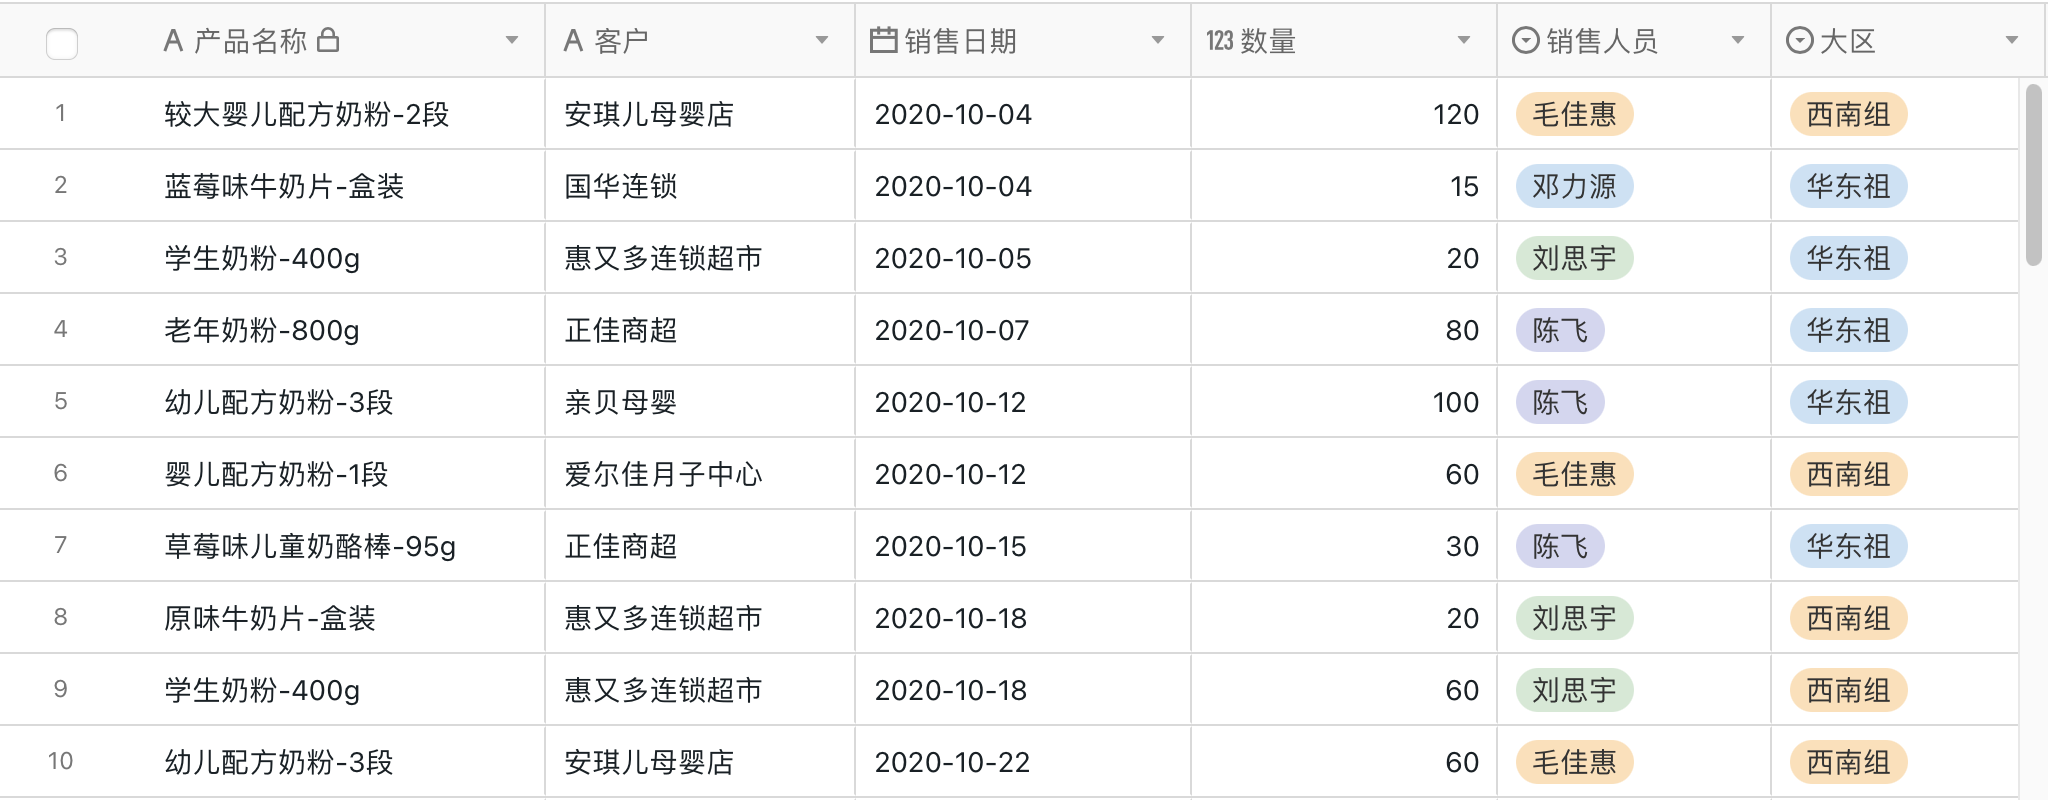 产品名称 客户 销售日期 123 数量 销售人员 大区
1 较大婴儿配方奶粉-2段 安琪儿母婴店 2020-10-04 120 毛佳惠 西南组
2 蓝莓味牛奶片-盒装 国华连锁 2020-10-04 15 邓力源 华东祖
3 学生奶粉-400g 惠又多连锁超市 2020-10-05 20 刘思宇 华东祖
4 老年奶粉-800g 正佳商超 2020-10-07 80 陈飞 华东祖
5 幼儿配方奶粉-3段 亲贝母婴 2020-10-12 100 陈飞 华东祖
6 婴儿配方奶粉-1段 爱尔佳月子中心 2020-10-12 60 毛佳惠 西南组
7 草莓味儿童奶酪棒-95g 正佳商超 2020-10-15 30 陈飞 华东祖
8 原味牛奶片-盒装 惠又多连锁超市 2020-10-18 20 刘思宇 西南组
9 学生奶粉-400g 惠又多连锁超市 2020-10-18 60 刘思宇 西南组
10 幼儿配方奶粉-3段 安琪儿母婴店 2020-10-22 60 毛佳惠 西南组